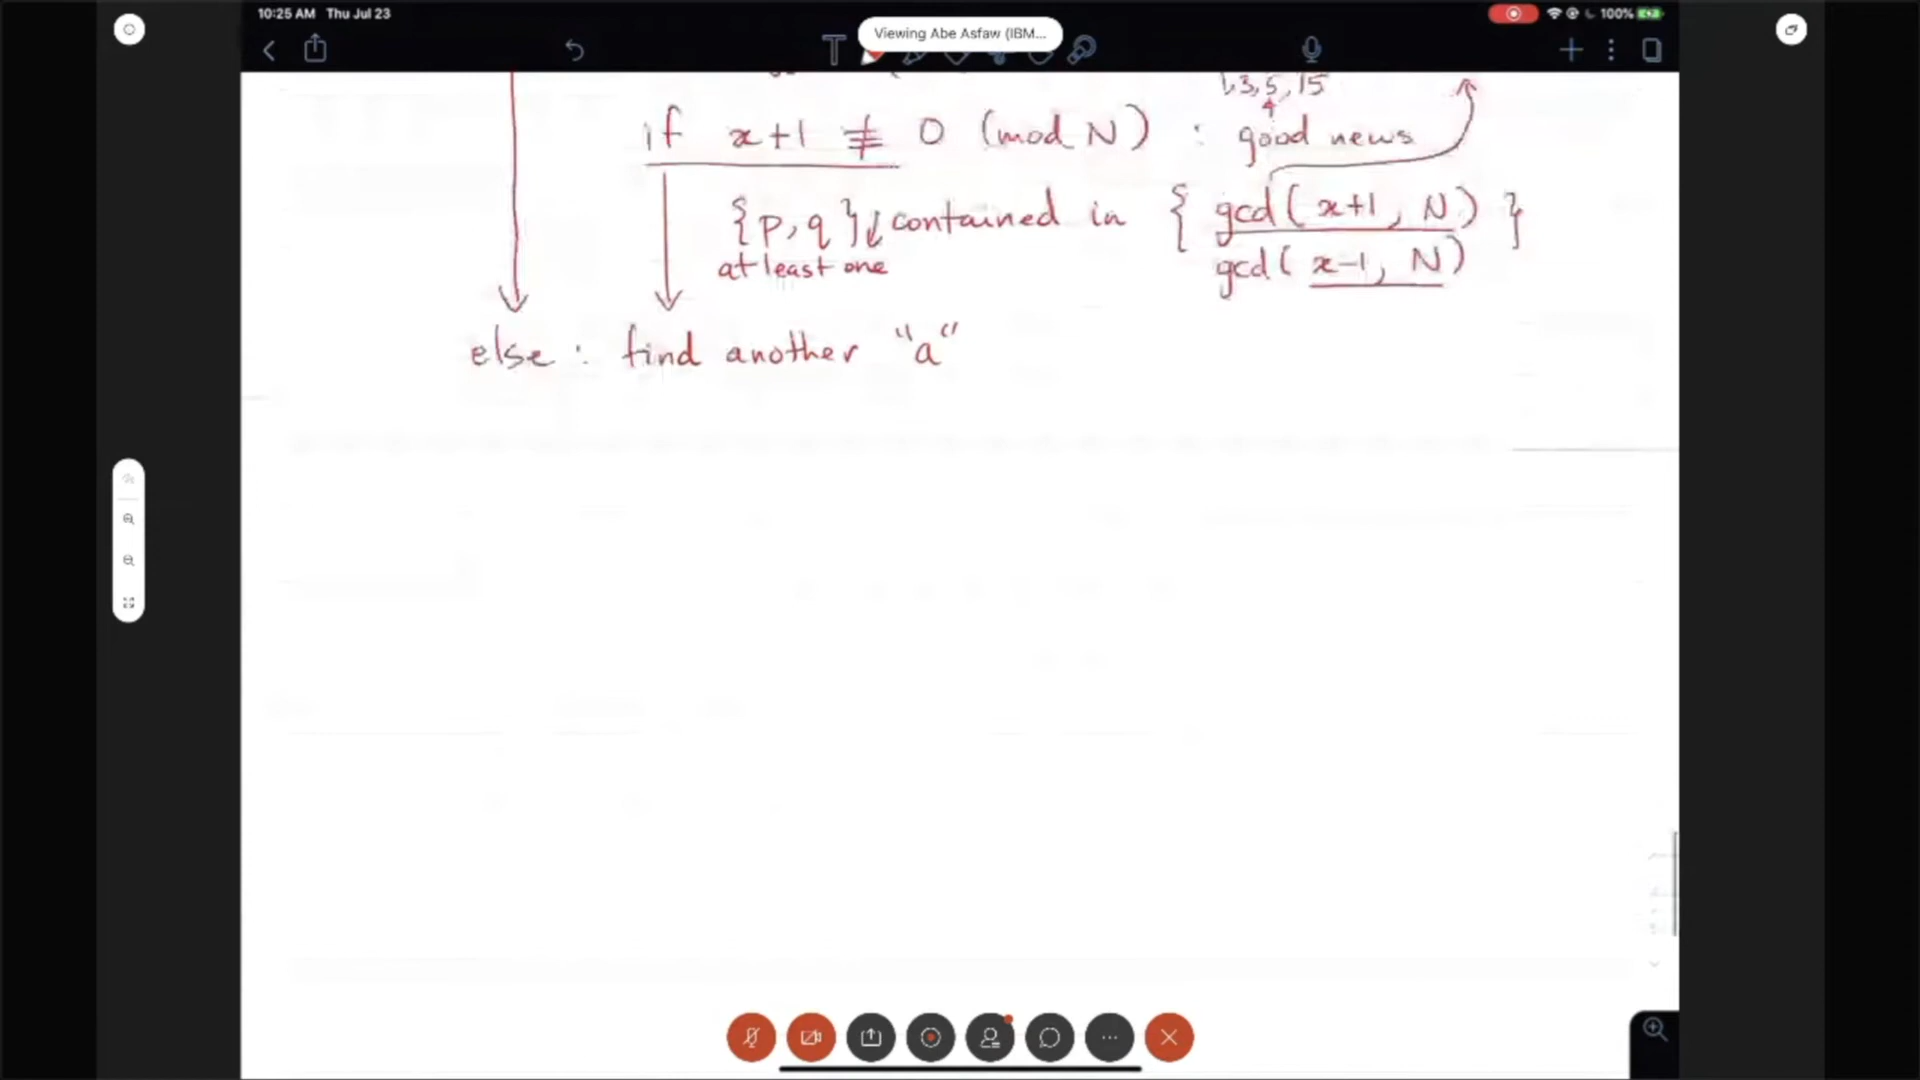 10:25 AM Thu Jul 23
100%
Viewing Abe Asfaw (IBM...
1,3,5,15
if x+1 ≢ 0 (mod N) : good news
{p, q} contained in { gcd( x+1, N) }
at least one
gcd( x-1, N)
else : find another "a"